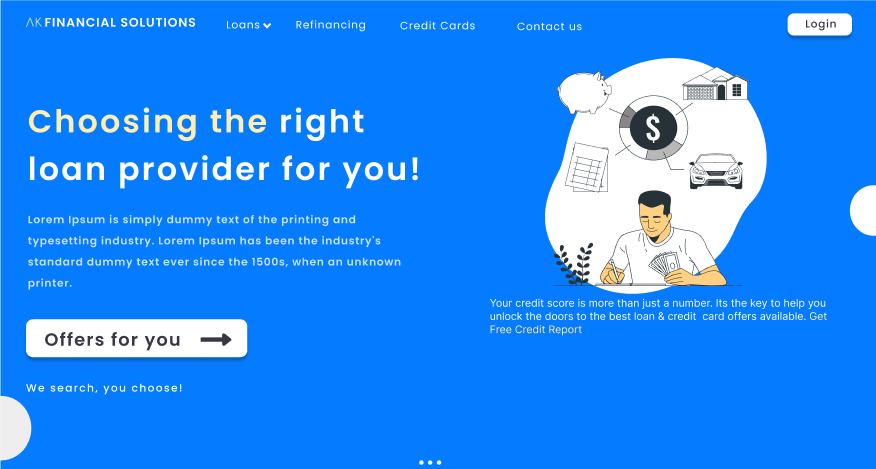 AK FINANCIAL SOLUTIONS
Loans
Refinancing
Credit Cards
Contact us
Login
Choosing the right
loan provider for you!
Lorem Ipsum is simply dummy text of the printing and
typesetting industry. Lorem Ipsum has been the industry's
standard dummy text ever since the 1500s, when an unknown
printer.
Offers for you
We search, you choose!
$
Your credit score is more than just a number. Its the key to help you
unlock the doors to the best loan & credit card offers available. Get
Free Credit Report